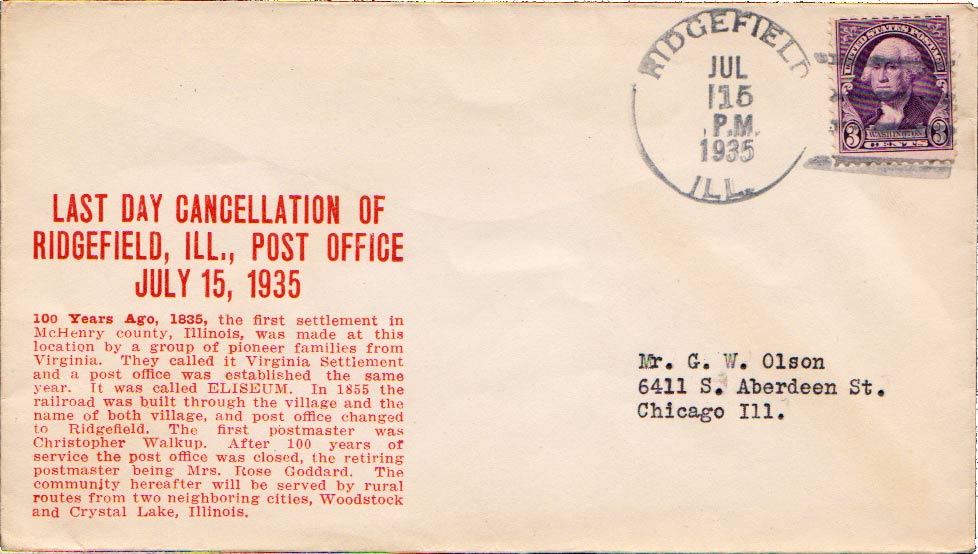 RIDGEFIELD
JUL
15
P.M.
1935
ILL.
UNITED STATES POSTAGE
3 WASHINGTON 3
CENTS
LAST DAY CANCELLATION OF
RIDGEFIELD, ILL., POST OFFICE
JULY 15, 1935
100 Years Ago, 1835, the first settlement in
McHenry county, Illinois, was made at this
location by a group of pioneer families from
Virginia. They called it Virginia Settlement
and a post office was established the same
year. It was called ELISEUM. In 1855 the
railroad was built through the village and the
name of both village, and post office changed
to Ridgefield. The first postmaster was
Christopher Walkup. After 100 years of
service the post office was closed, the retiring
postmaster being Mrs. Rose Goddard. The
community hereafter will be served by rural
routes from two neighboring cities, Woodstock
and Crystal Lake, Illinois.
Mr. G. W. Olson
6411 S. Aberdeen St.
Chicago Ill.